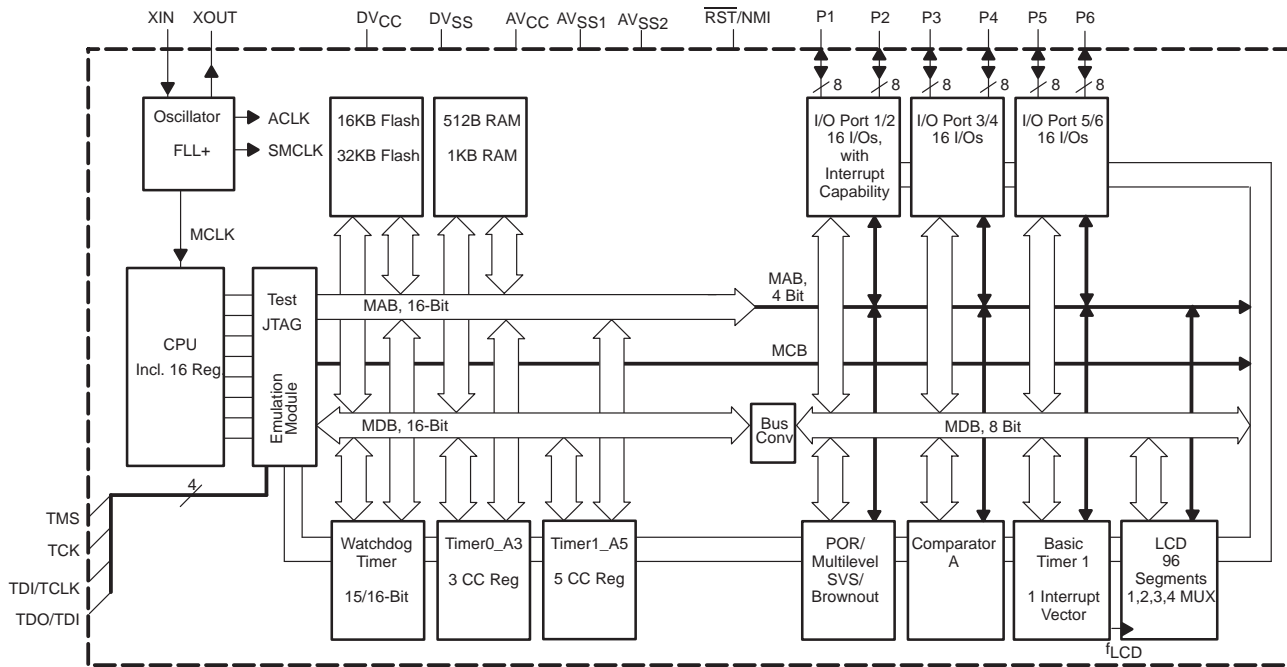 XIN XOUT DVCC DVSS AVCC AVSS1 AVSS2 RST/NMI P1 P2 P3 P4 P5 P6
8 8 8 8 8 8
Oscillator
FLL+
ACLK
SMCLK
16KB Flash
32KB Flash
512B RAM
1KB RAM
I/O Port 1/2
16 I/Os,
with
Interrupt
Capability
I/O Port 3/4
16 I/Os
I/O Port 5/6
16 I/Os
MCLK
CPU
Incl. 16 Reg.
Test
JTAG
Emulation
Module
MAB, 16-Bit
MAB,
4 Bit
MCB
MDB, 16-Bit
Bus
Conv
MDB, 8 Bit
4
TMS
TCK
TDI/TCLK
TDO/TDI
Watchdog
Timer
15/16-Bit
Timer0_A3
3 CC Reg
Timer1_A5
5 CC Reg
POR/
Multilevel
SVS/
Brownout
Comparator
A
Basic
Timer 1
1 Interrupt
Vector
LCD
96
Segments
1,2,3,4 MUX
fLCD